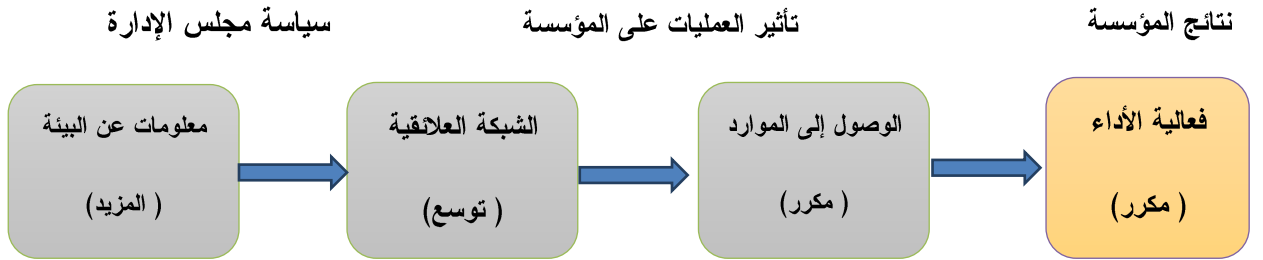 سياسة مجلس الإدارة
تأثير العمليات على المؤسسة
نتائج المؤسسة
معلومات عن البيئة
( المزيد)
الشبكة العلائقية
( توسع)
الوصول إلى الموارد
( مكرر)
فعالية الأداء
( مكرر)